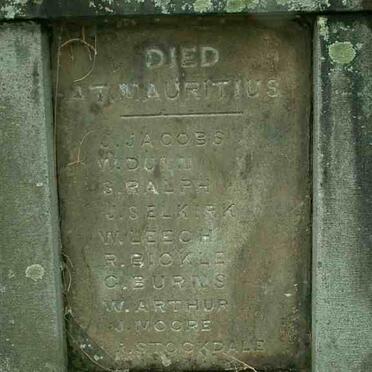 DIED
AT MAURITIUS
JACOBS
DUNN
S. RALPH
J. SELKIRK
W. LEECH
R. BICKLE
C. BURNS
W. ARTHUR
J. MOORE
STOCKDALE